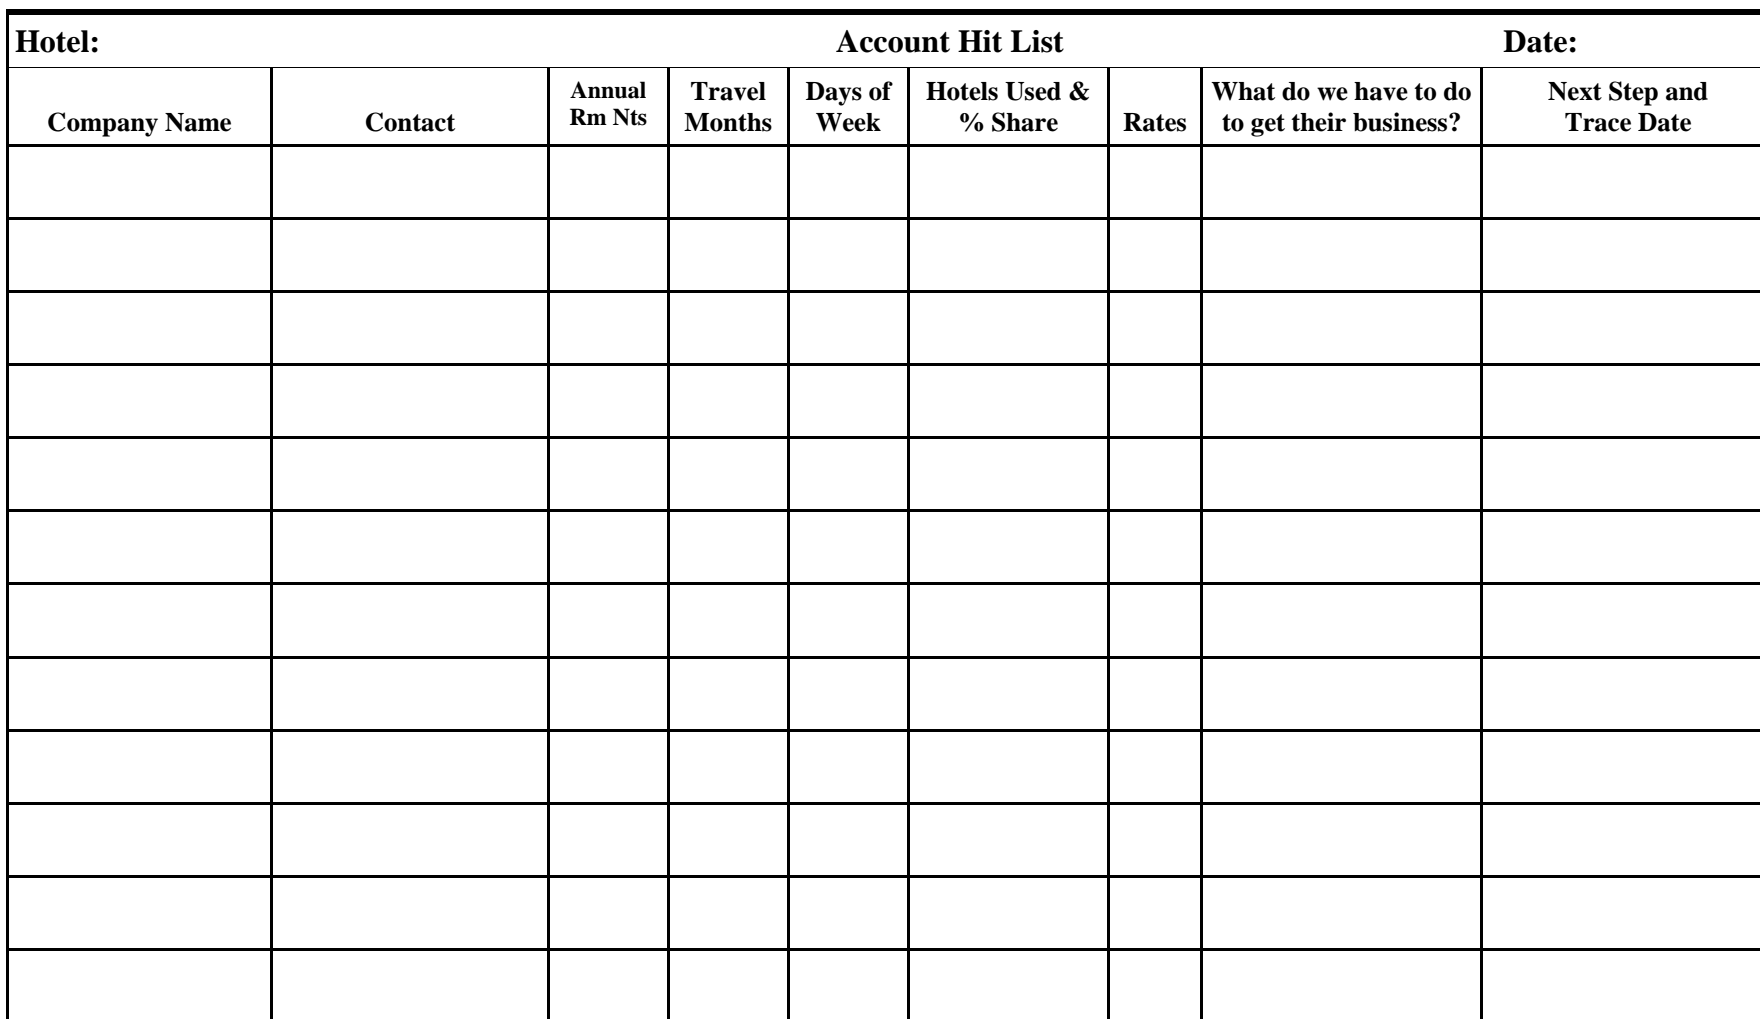 Hotel: Account Hit List Date:
Company Name
Contact
Annual
Rm Nts
Travel
Months
Days of
Week
Hotels Used &
% Share
Rates
What do we have to do
to get their business?
Next Step and
Trace Date